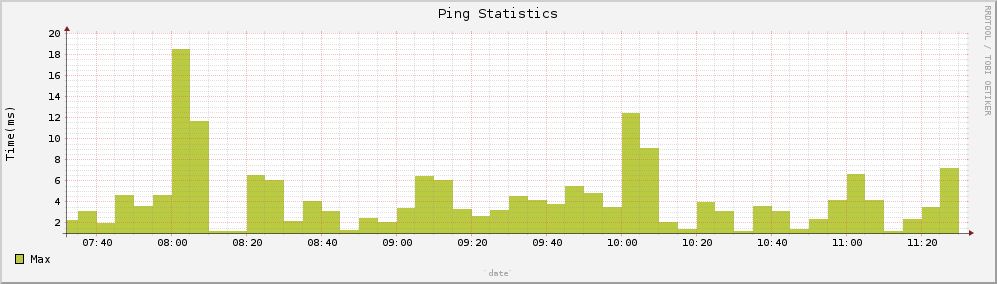 Ping Statistics
RRDTOOL / TOBI OETIKER
Time(ms)
20
18
16
14
12
10
8
6
4
2
07:40 08:00 08:20 08:40 09:00 09:20 09:40 10:00 10:20 10:40 11:00 11:20
Max
`date`